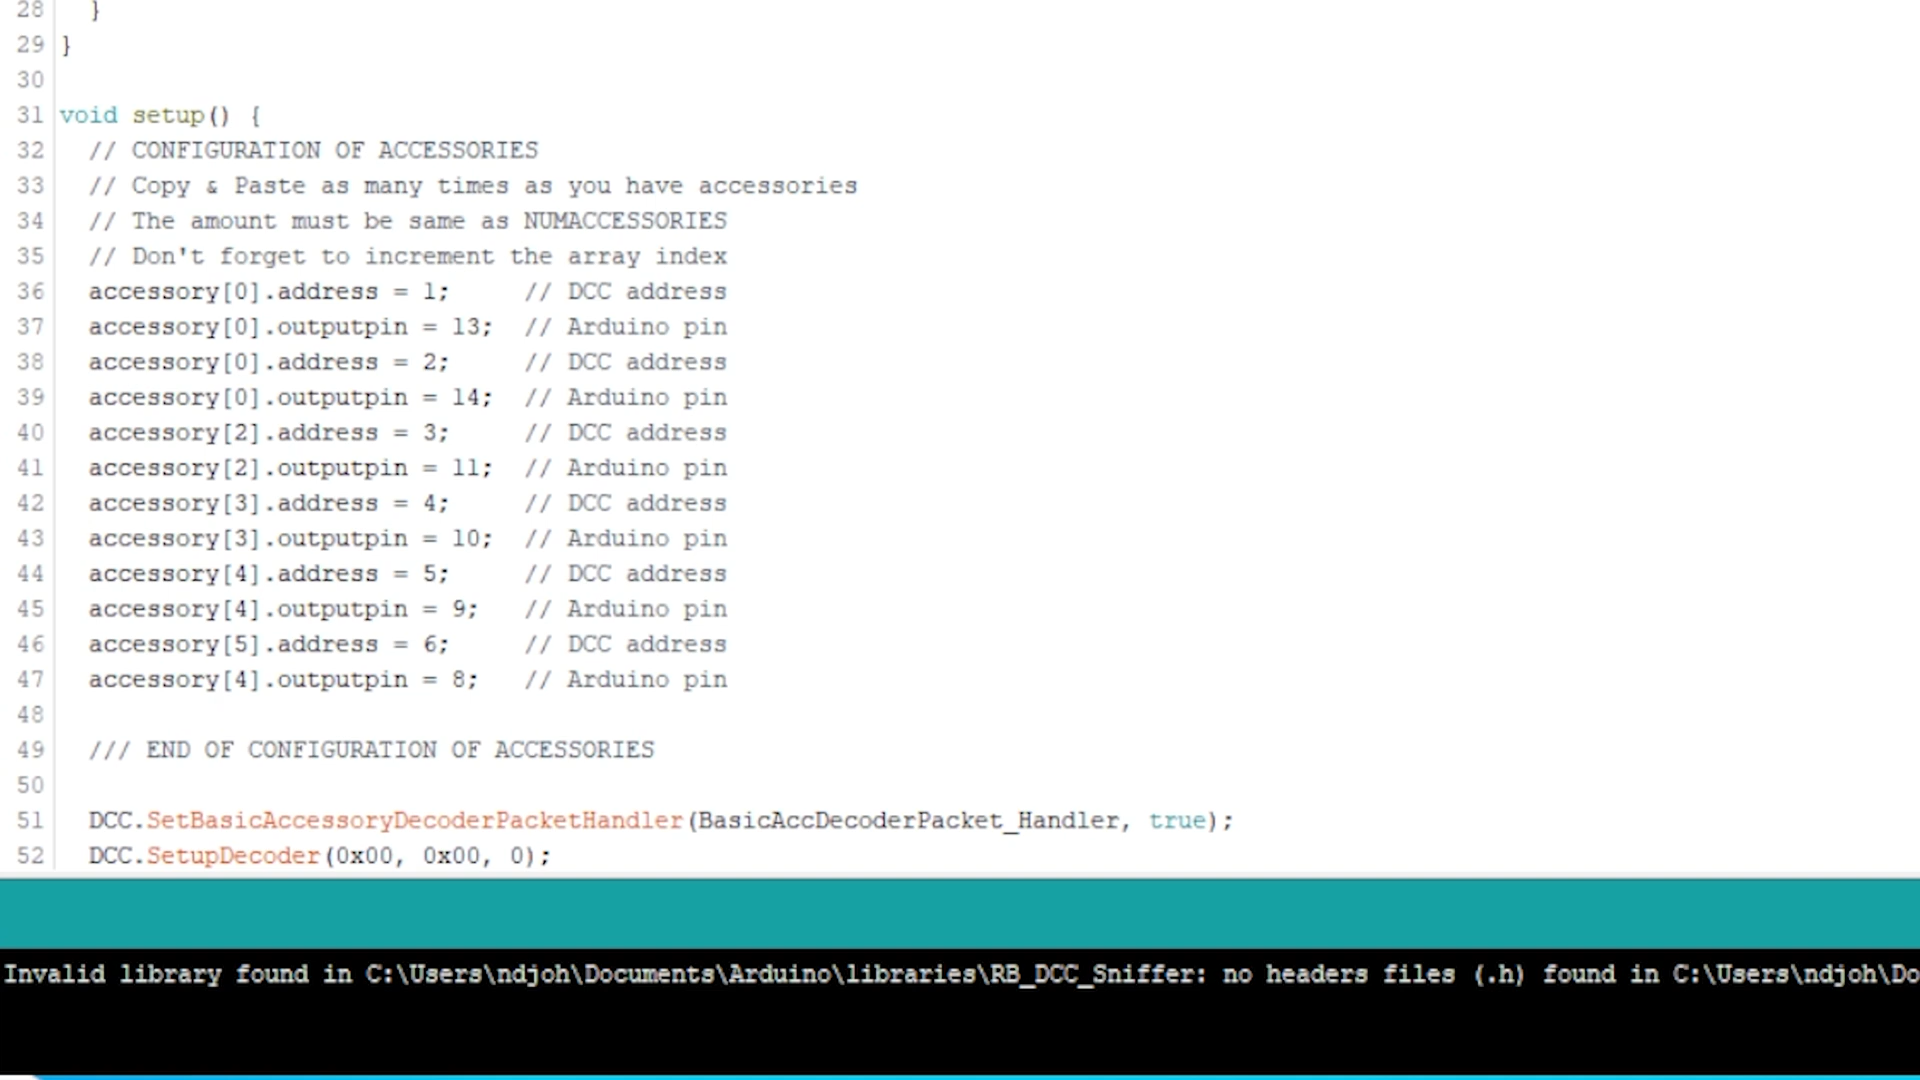 28 }
29 }
30
31 void setup() {
32 // CONFIGURATION OF ACCESSORIES
33 // Copy & Paste as many times as you have accessories
34 // The amount must be same as NUMACCESSORIES
35 // Don't forget to increment the array index
36 accessory[0].address = 1; // DCC address
37 accessory[0].outputpin = 13; // Arduino pin
38 accessory[0].address = 2; // DCC address
39 accessory[0].outputpin = 14; // Arduino pin
40 accessory[2].address = 3; // DCC address
41 accessory[2].outputpin = 11; // Arduino pin
42 accessory[3].address = 4; // DCC address
43 accessory[3].outputpin = 10; // Arduino pin
44 accessory[4].address = 5; // DCC address
45 accessory[4].outputpin = 9; // Arduino pin
46 accessory[5].address = 6; // DCC address
47 accessory[4].outputpin = 8; // Arduino pin
48
49 /// END OF CONFIGURATION OF ACCESSORIES
50
51 DCC.SetBasicAccessoryDecoderPacketHandler(BasicAccDecoderPacket_Handler, true);
52 DCC.SetupDecoder(0x00, 0x00, 0);
Invalid library found in C:\Users\ndjoh\Documents\Arduino\libraries\RB_DCC_Sniffer: no headers files (.h) found in C:\Users\ndjoh\Do